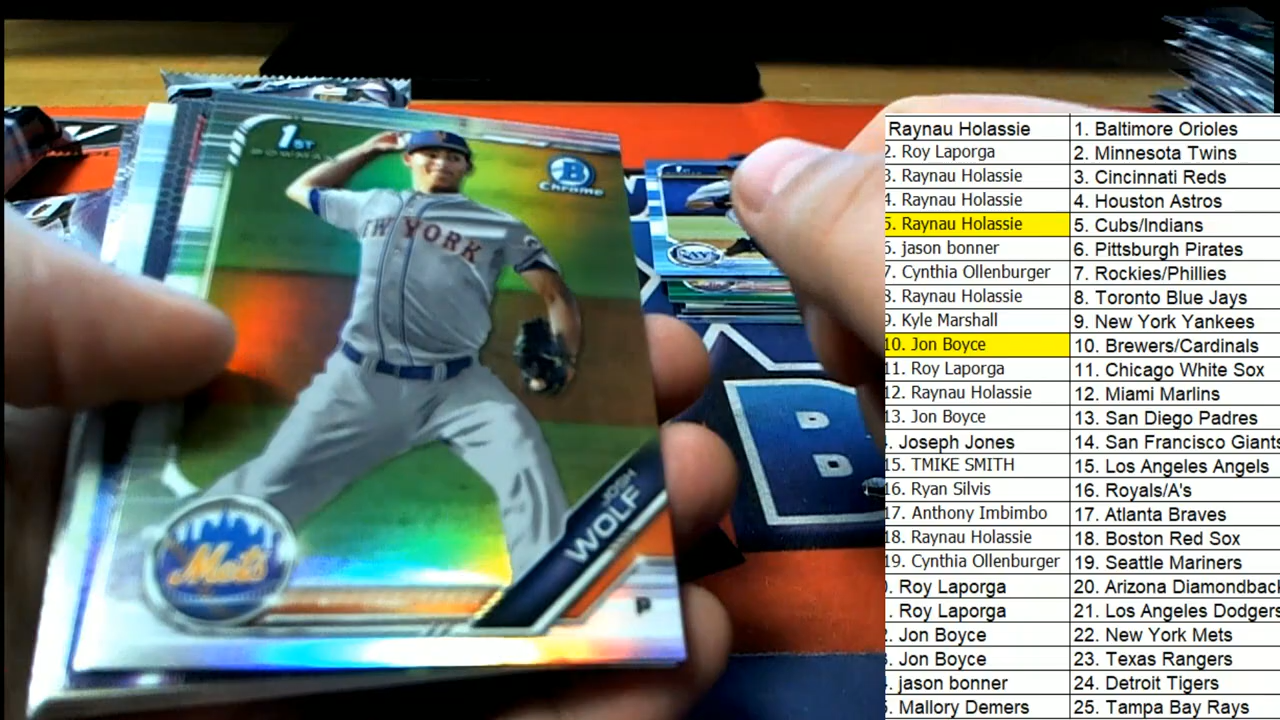 1ST
BOWMAN
B
Chrome
NEW YORK
JOSH
WOLF
Mets
P
RAYS
B
Raynau Holassie 1. Baltimore Orioles
2. Roy Laporga 2. Minnesota Twins
3. Raynau Holassie 3. Cincinnati Reds
4. Raynau Holassie 4. Houston Astros
5. Raynau Holassie 5. Cubs/Indians
6. jason bonner 6. Pittsburgh Pirates
7. Cynthia Ollenburger 7. Rockies/Phillies
8. Raynau Holassie 8. Toronto Blue Jays
9. Kyle Marshall 9. New York Yankees
10. Jon Boyce 10. Brewers/Cardinals
11. Roy Laporga 11. Chicago White Sox
12. Raynau Holassie 12. Miami Marlins
13. Jon Boyce 13. San Diego Padres
. Joseph Jones 14. San Francisco Giants
15. TMIKE SMITH 15. Los Angeles Angels
16. Ryan Silvis 16. Royals/A's
17. Anthony Imbimbo 17. Atlanta Braves
18. Raynau Holassie 18. Boston Red Sox
19. Cynthia Ollenburger 19. Seattle Mariners
. Roy Laporga 20. Arizona Diamondback
. Roy Laporga 21. Los Angeles Dodgers
. Jon Boyce 22. New York Mets
. Jon Boyce 23. Texas Rangers
. jason bonner 24. Detroit Tigers
. Mallory Demers 25. Tampa Bay Rays